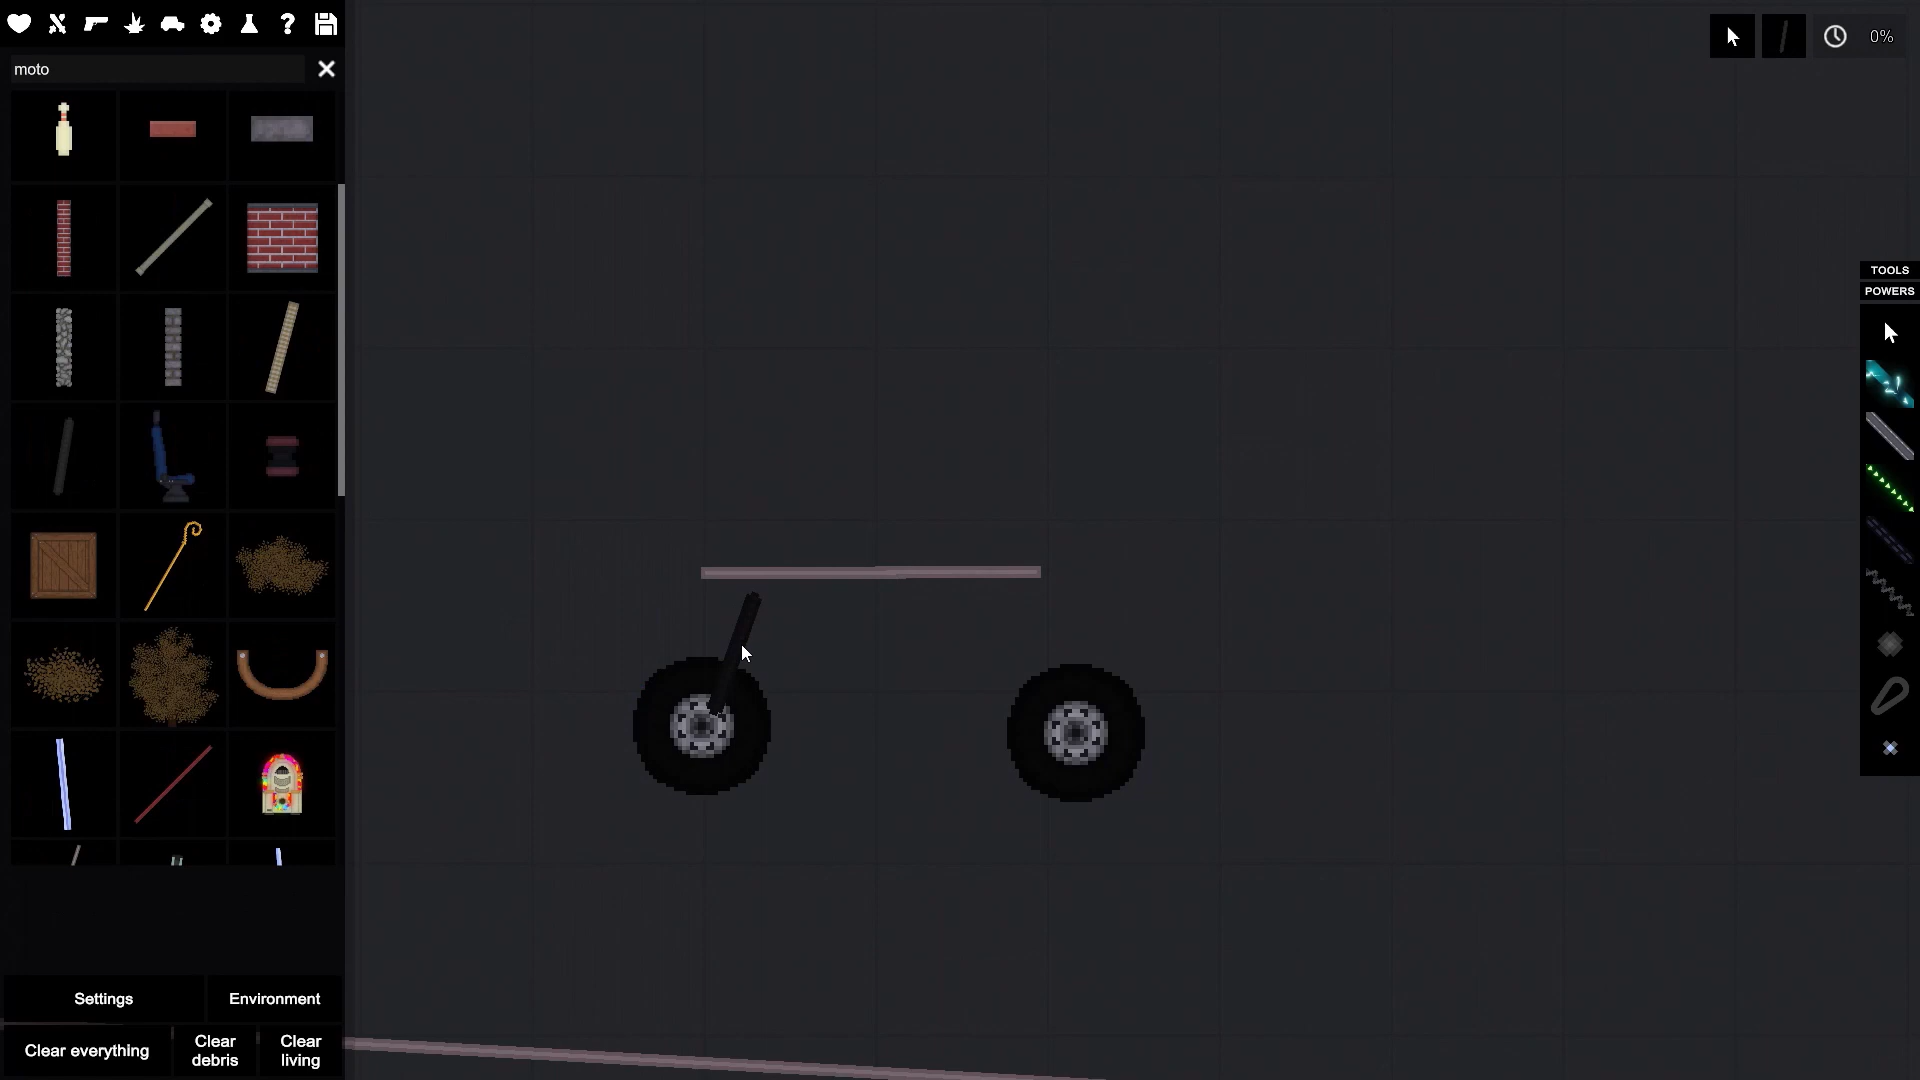 moto
0%
TOOLS
POWERS
Settings
Environment
Clear everything
Clear
debris
Clear
living